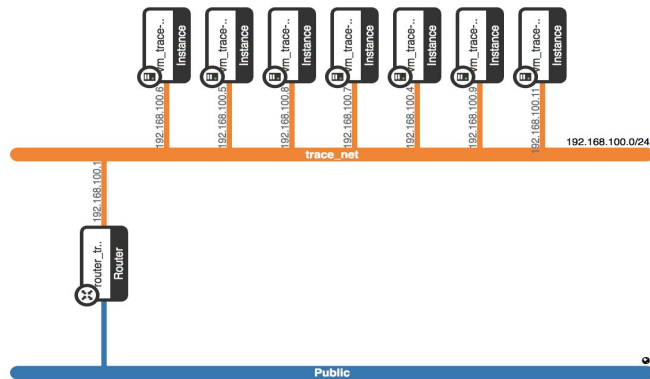 vm_trace-..
Instance
vm_trace-..
Instance
vm_trace-..
Instance
vm_trace-..
Instance
vm_trace-..
Instance
vm_trace-..
Instance
vm_trace-..
Instance
192.168.100.6
192.168.100.5
192.168.100.8
192.168.100.7
192.168.100.4
192.168.100.9
192.168.100.11
192.168.100.0/24
trace_net
192.168.100.1
router_tr..
Router
Public